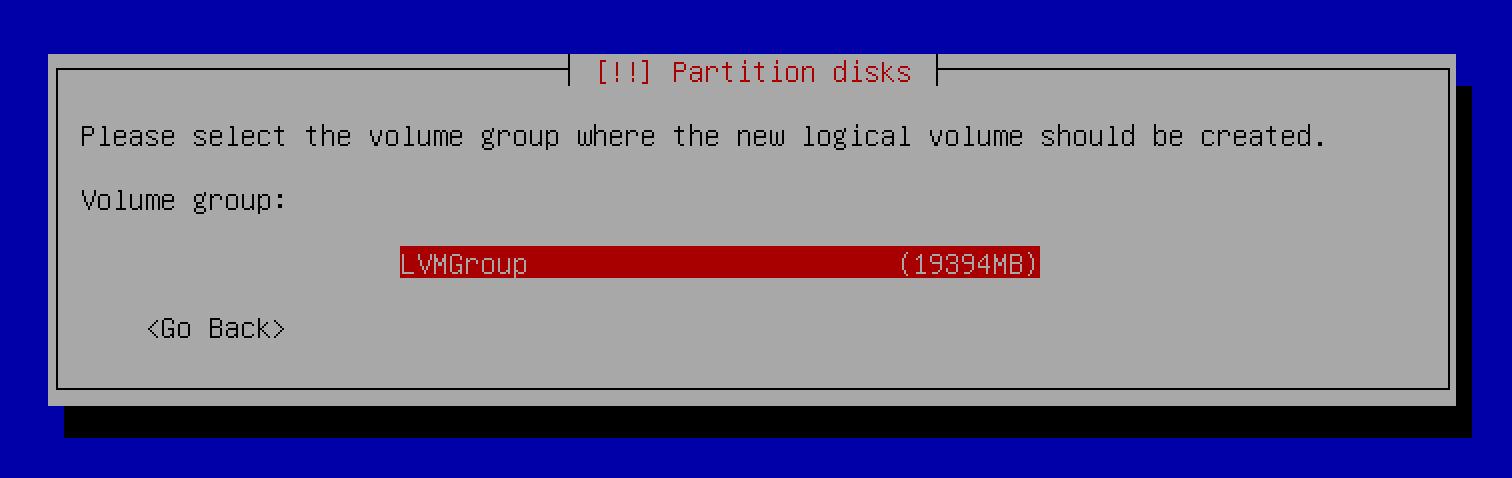 [!!] Partition disks
Please select the volume group where the new logical volume should be created.
Volume group:
LVMGroup (19394MB)
<Go Back>